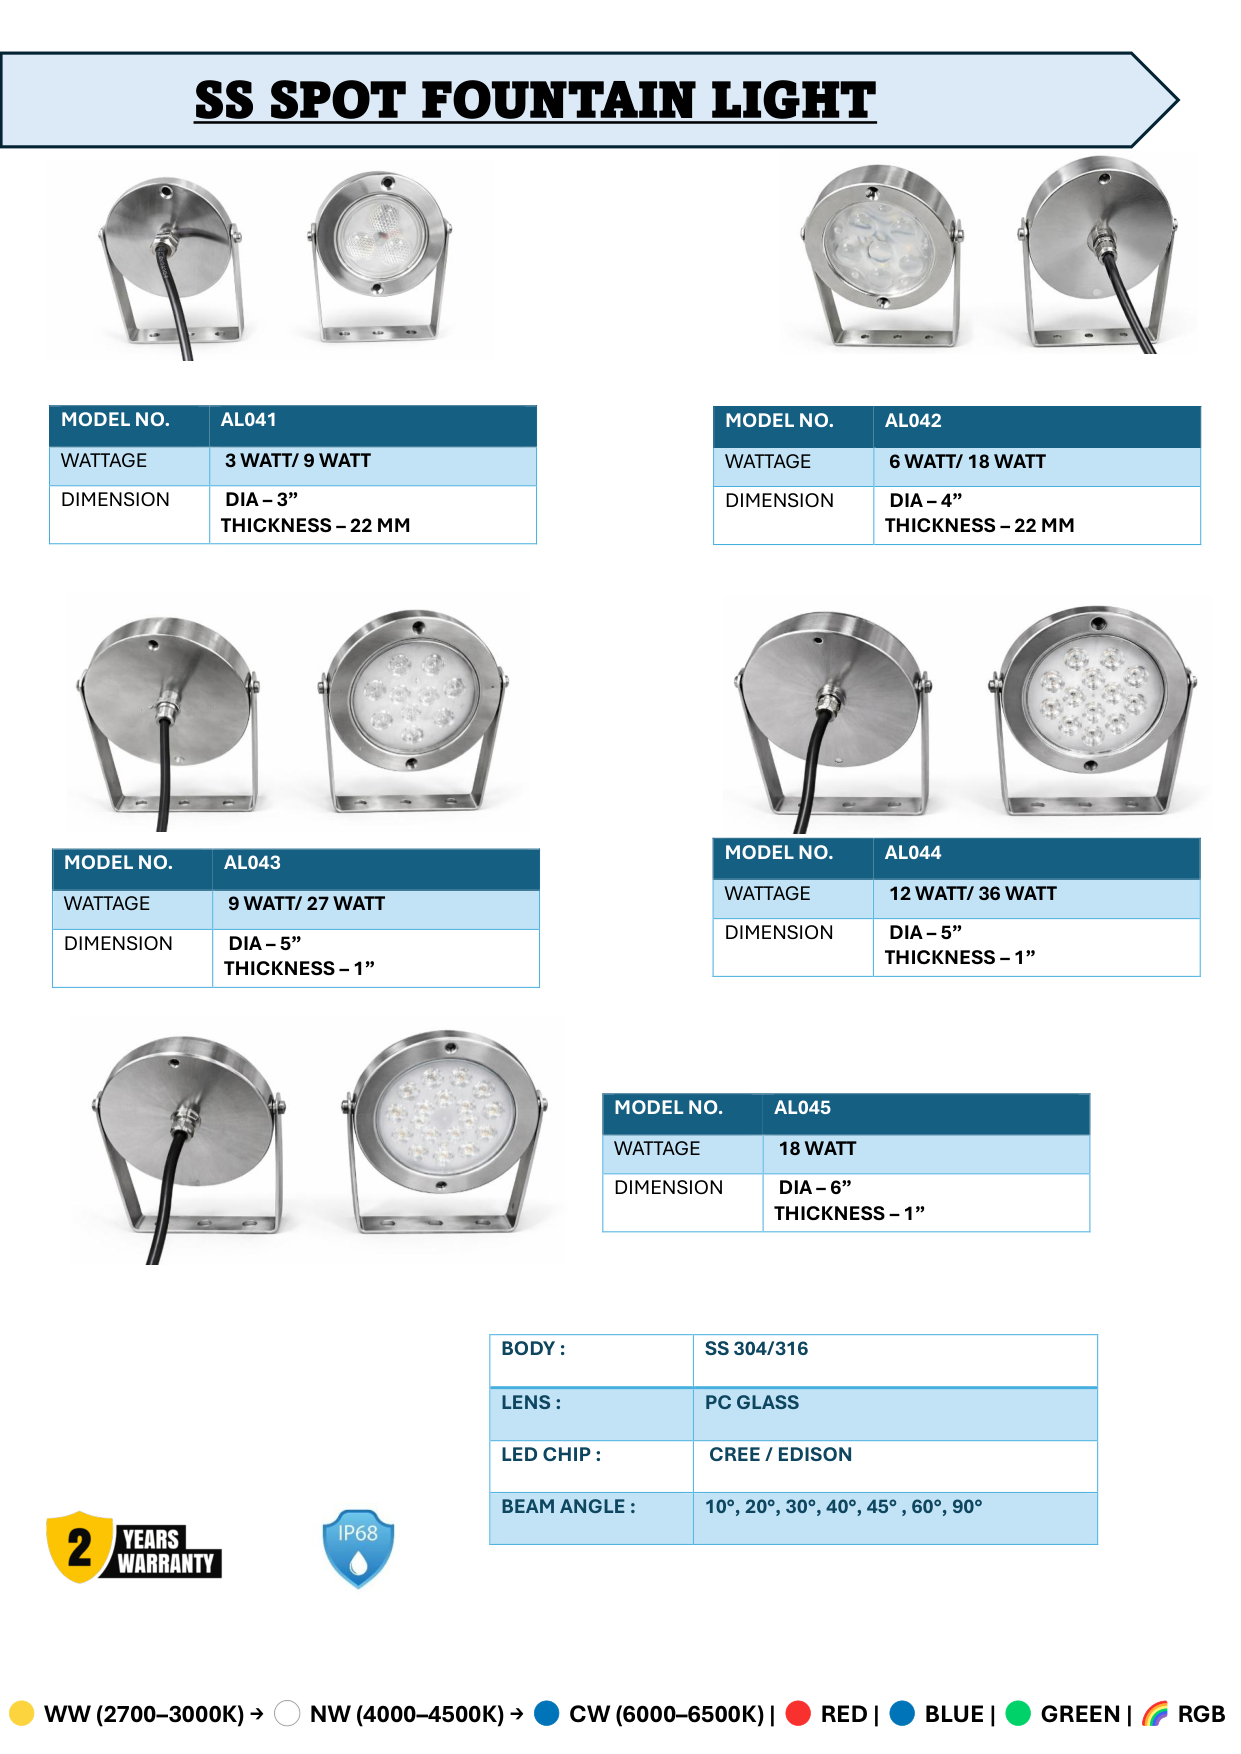 SS SPOT FOUNTAIN LIGHT
MODEL NO. AL041
WATTAGE 3 WATT/ 9 WATT
DIMENSION DIA – 3”
THICKNESS – 22 MM
MODEL NO. AL042
WATTAGE 6 WATT/ 18 WATT
DIMENSION DIA – 4”
THICKNESS – 22 MM
MODEL NO. AL043
WATTAGE 9 WATT/ 27 WATT
DIMENSION DIA – 5”
THICKNESS – 1”
MODEL NO. AL044
WATTAGE 12 WATT/ 36 WATT
DIMENSION DIA – 5”
THICKNESS – 1”
MODEL NO. AL045
WATTAGE 18 WATT
DIMENSION DIA – 6”
THICKNESS – 1”
BODY : SS 304/316
LENS : PC GLASS
LED CHIP : CREE / EDISON
BEAM ANGLE : 10°, 20°, 30°, 40°, 45° , 60°, 90°
2 YEARS
WARRANTY
IP68
WW (2700–3000K) → NW (4000–4500K) → CW (6000–6500K) | RED | BLUE | GREEN | RGB